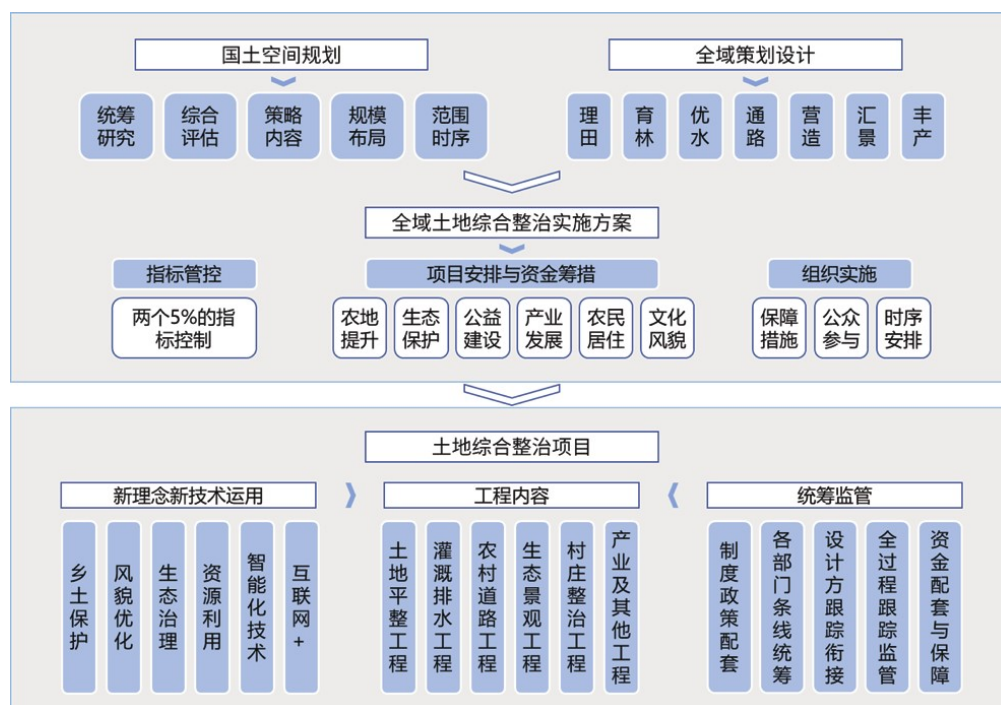 国土空间规划
全域策划设计
统筹
研究
综合
评估
策略
内容
规模
布局
范围
时序
理田
育林
优水
通路
营造
汇景
丰产
全域土地综合整治实施方案
指标管控
项目安排与资金筹措
组织实施
两个5%的指
标控制
农地
提升
生态
保护
公益
建设
产业
发展
农民
居住
文化
风貌
保障
措施
公众
参与
时序
安排
土地综合整治项目
新理念新技术运用
工程内容
统筹监管
乡土保护
风貌优化
生态治理
资源利用
智能化技术
互联网+
土地平整工程
灌溉排水工程
农村道路工程
生态景观工程
村庄整治工程
产业及其他工程
制度政策配套
各部门条线统筹
设计方跟踪衔接
全过程跟踪监管
资金配套与保障